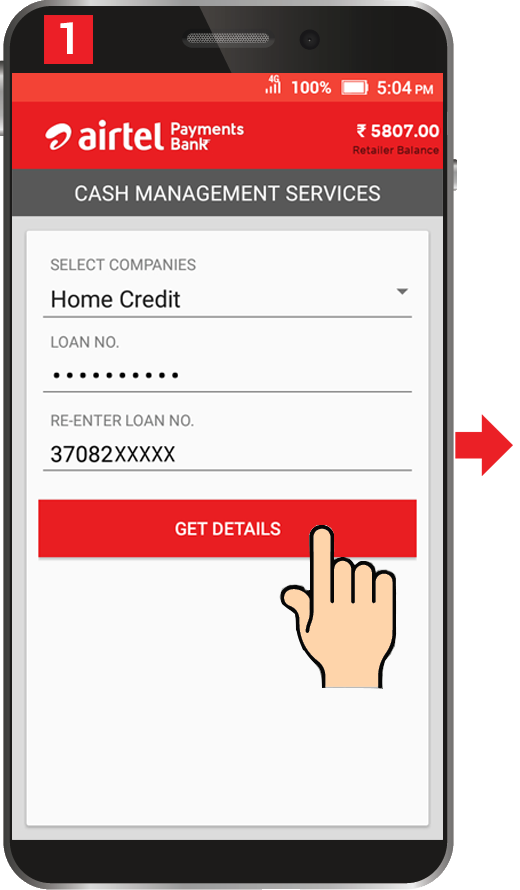 1
4G 100% 5:04 PM
airtel Payments Bank
₹ 5807.00
Retailer Balance
CASH MANAGEMENT SERVICES
SELECT COMPANIES
Home Credit
LOAN NO.
••••••••••
RE-ENTER LOAN NO.
37082XXXXX
GET DETAILS